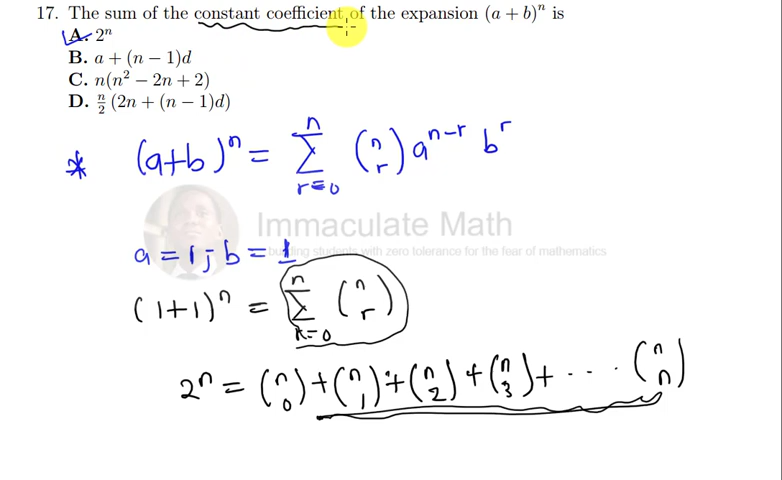 17. The sum of the constant coefficient of the expansion (a + b)^n is
A. 2^n
B. a + (n − 1)d
C. n(n² − 2n + 2)
D. n/2 (2n + (n − 1)d)
* (a+b)^n = Σ_{r=0}^{n} (n r) a^{n-r} b^r
Immaculate Math
building students with zero tolerance for the fear of mathematics
a = 1, b = 1
(1+1)^n = Σ_{k=0}^{n} (n r)
2^n = (n 0) + (n 1) + (n 2) + (n 3) + ... (n n)